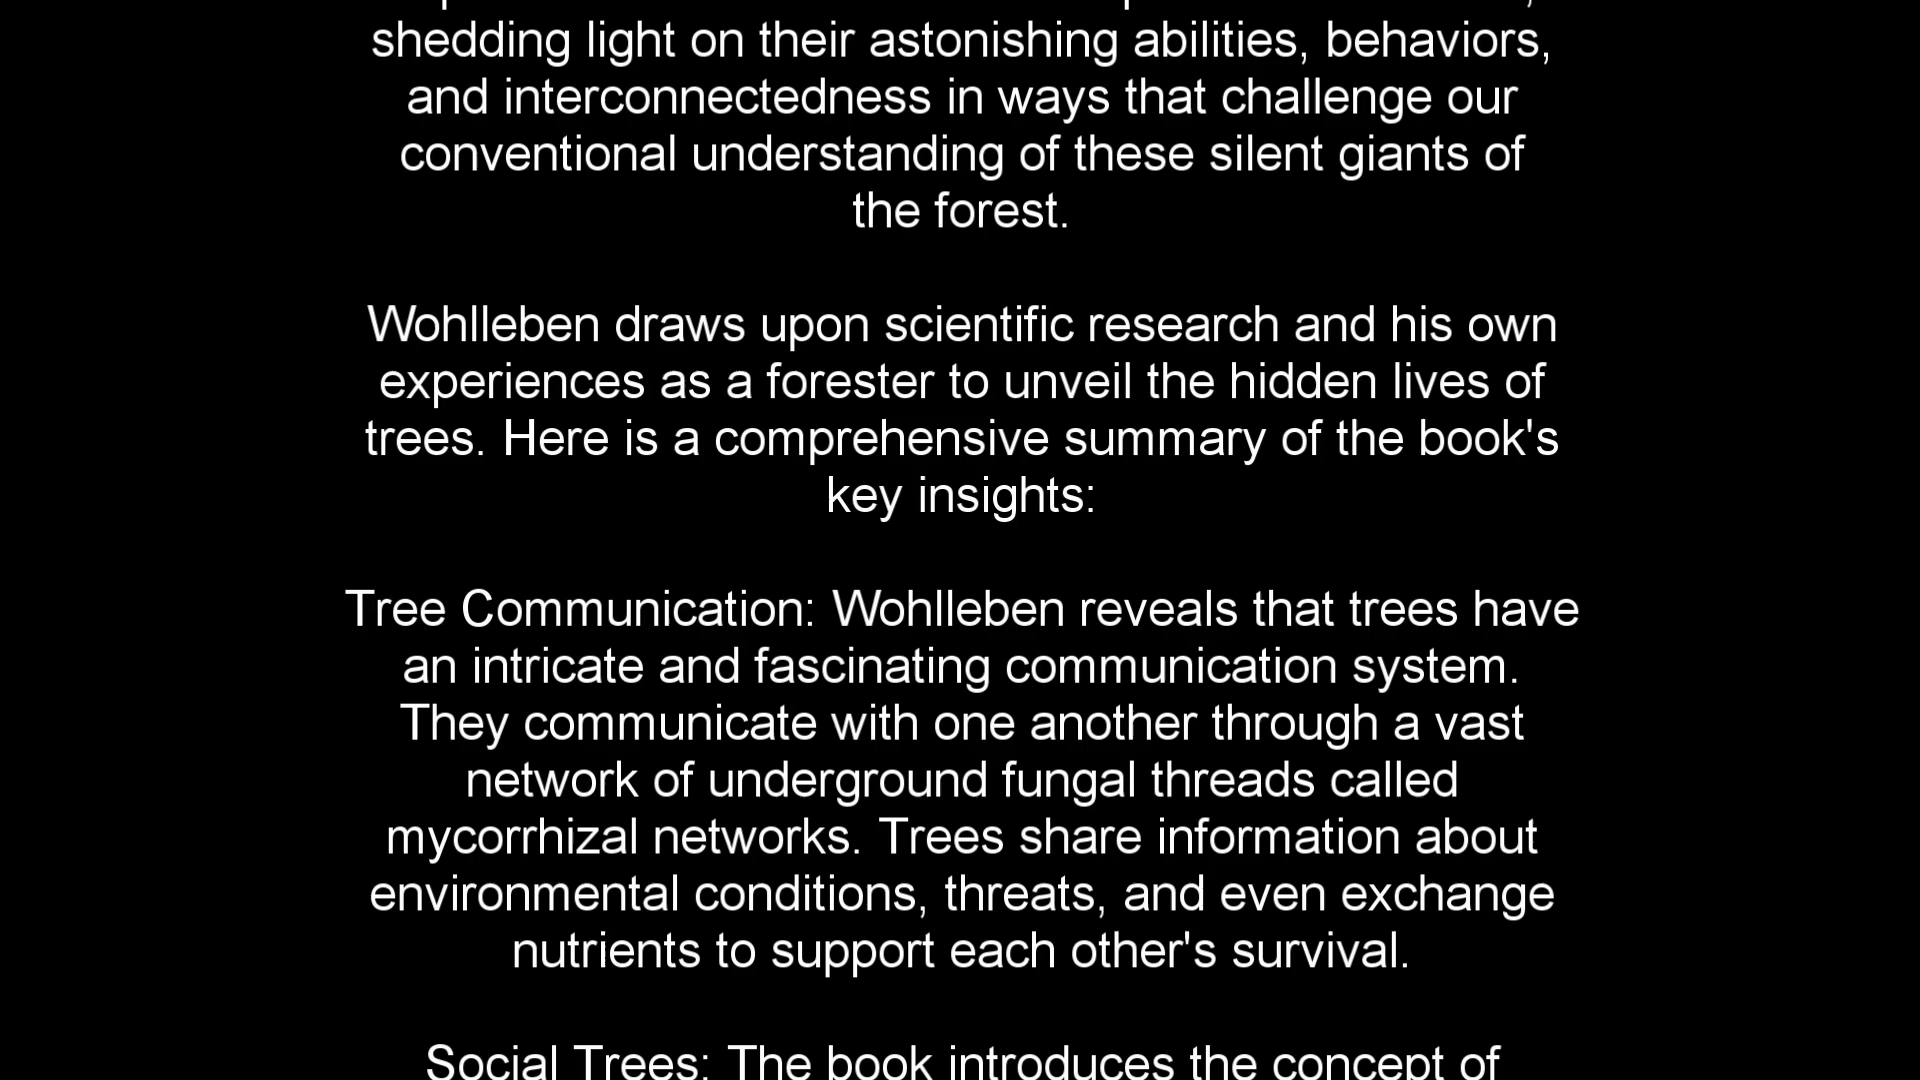 shedding light on their astonishing abilities, behaviors,
and interconnectedness in ways that challenge our
conventional understanding of these silent giants of
the forest.
Wohlleben draws upon scientific research and his own
experiences as a forester to unveil the hidden lives of
trees. Here is a comprehensive summary of the book's
key insights:
Tree Communication: Wohlleben reveals that trees have
an intricate and fascinating communication system.
They communicate with one another through a vast
network of underground fungal threads called
mycorrhizal networks. Trees share information about
environmental conditions, threats, and even exchange
nutrients to support each other's survival.
Social Trees: The book introduces the concept of